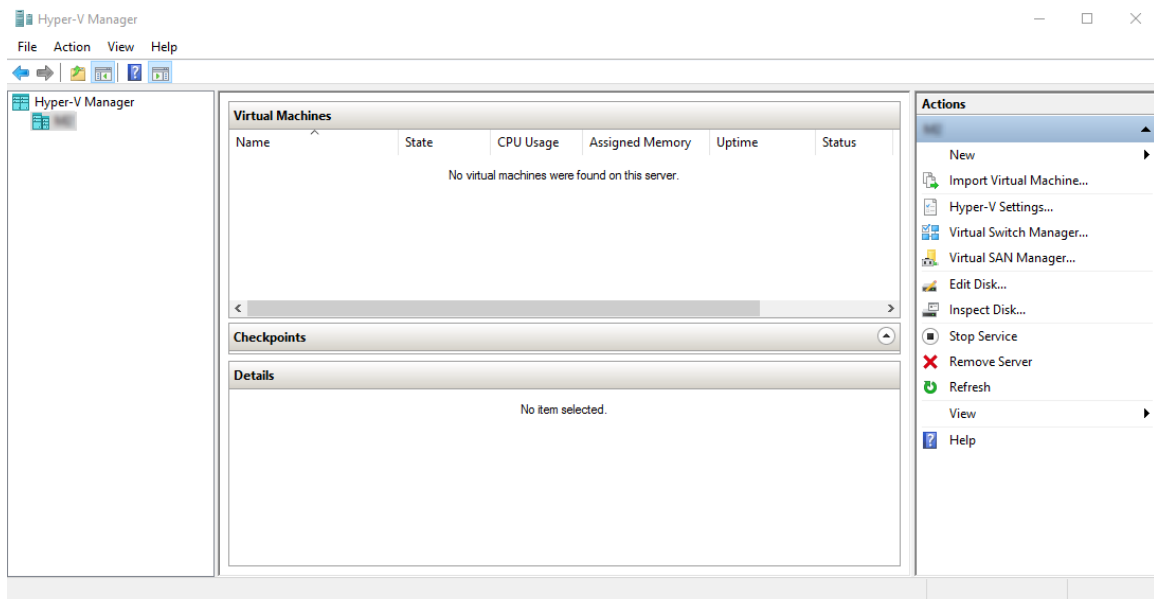 Hyper-V Manager
File Action View Help
Hyper-V Manager
Virtual Machines
Name State CPU Usage Assigned Memory Uptime Status
No virtual machines were found on this server.
Checkpoints
Details
No item selected.
Actions
New
Import Virtual Machine...
Hyper-V Settings...
Virtual Switch Manager...
Virtual SAN Manager...
Edit Disk...
Inspect Disk...
Stop Service
Remove Server
Refresh
View
Help